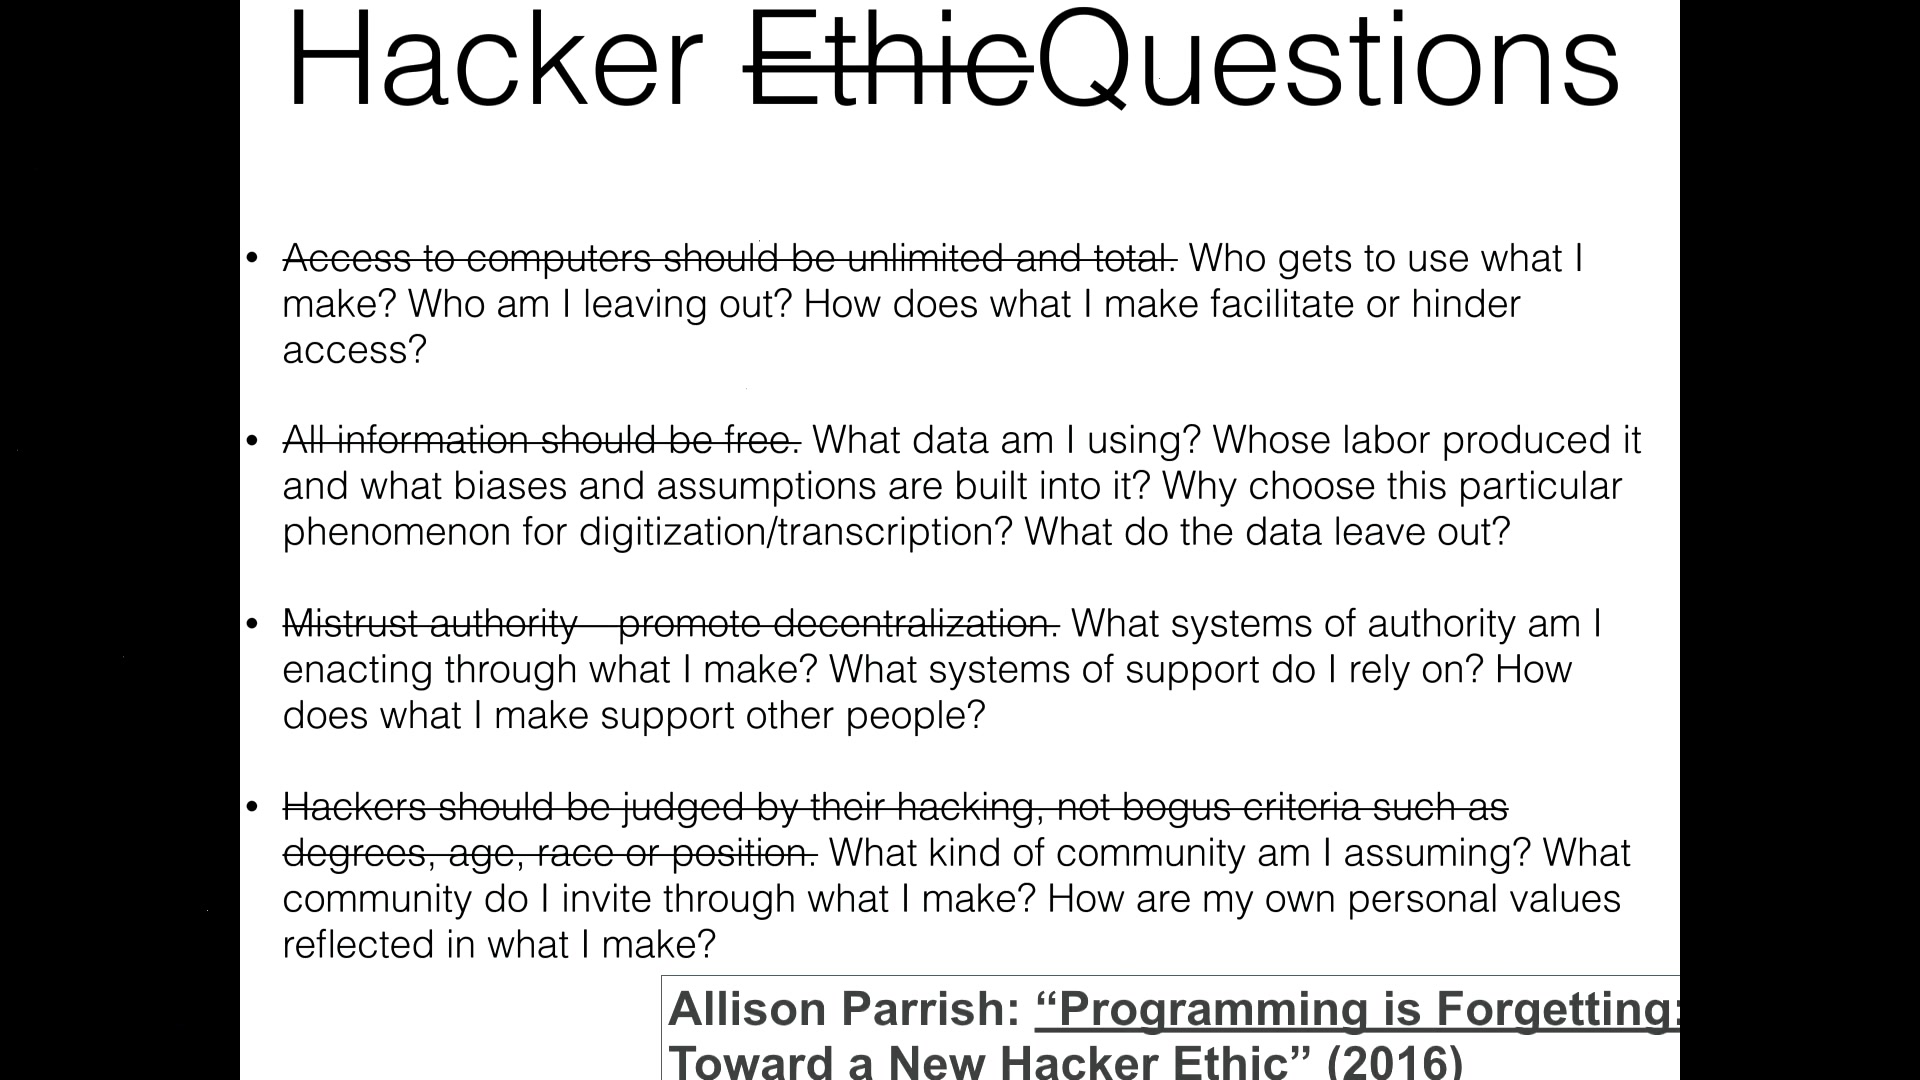 Hacker EthicQuestions
• Access to computers should be unlimited and total. Who gets to use what I
make? Who am I leaving out? How does what I make facilitate or hinder
access?
• All information should be free. What data am I using? Whose labor produced it
and what biases and assumptions are built into it? Why choose this particular
phenomenon for digitization/transcription? What do the data leave out?
• Mistrust authority—promote decentralization. What systems of authority am I
enacting through what I make? What systems of support do I rely on? How
does what I make support other people?
• Hackers should be judged by their hacking, not bogus criteria such as
degrees, age, race or position. What kind of community am I assuming? What
community do I invite through what I make? How are my own personal values
reflected in what I make?
Allison Parrish: “Programming is Forgetting:
Toward a New Hacker Ethic” (2016)